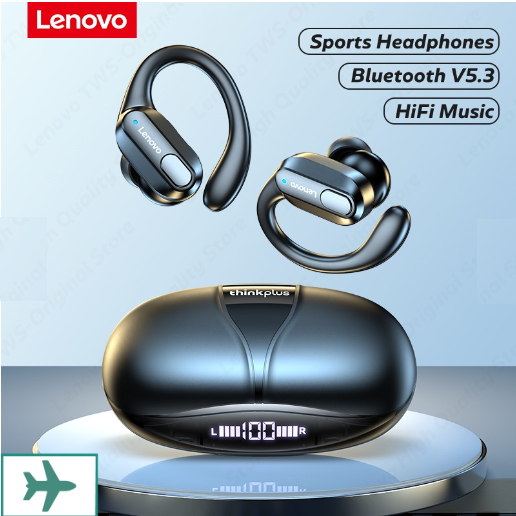 Lenovo
Sports Headphones
Bluetooth V5.3
HiFi Music
Lenovo
Lenovo
thinkplus
L 100 R